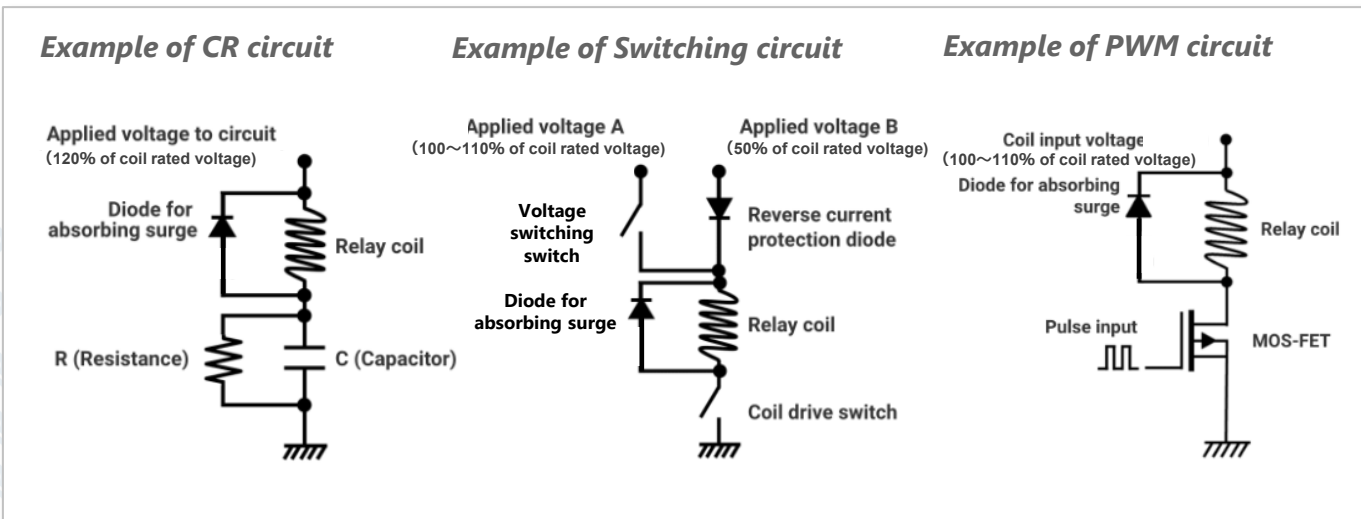 Example of CR circuit
Applied voltage to circuit
(120% of coil rated voltage)
Diode for
absorbing surge
Relay coil
R (Resistance)
C (Capacitor)
Example of Switching circuit
Applied voltage A
(100～110% of coil rated voltage)
Applied voltage B
(50% of coil rated voltage)
Voltage
switching
switch
Reverse current
protection diode
Diode for
absorbing surge
Relay coil
Coil drive switch
Example of PWM circuit
Coil input voltage
(100～110% of coil rated voltage)
Diode for absorbing
surge
Relay coil
Pulse input
MOS-FET